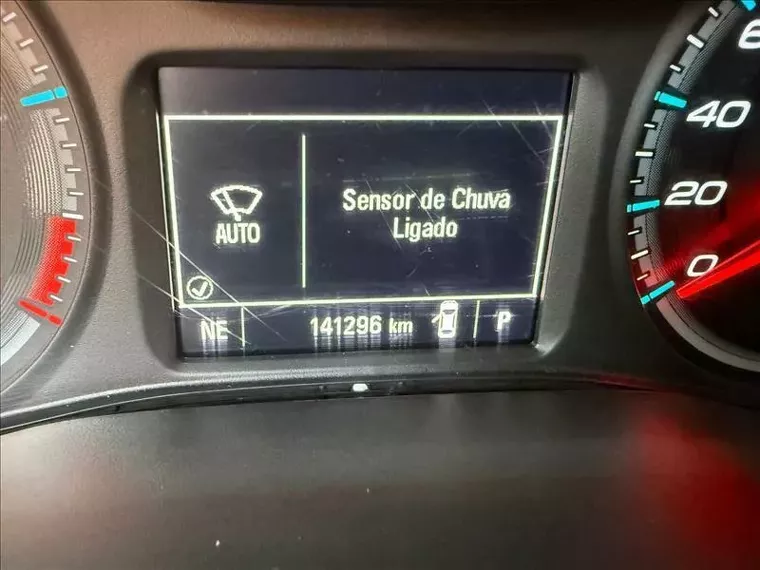 AUTO
Sensor de Chuva
Ligado
NE
141296 km
P
40
20
0